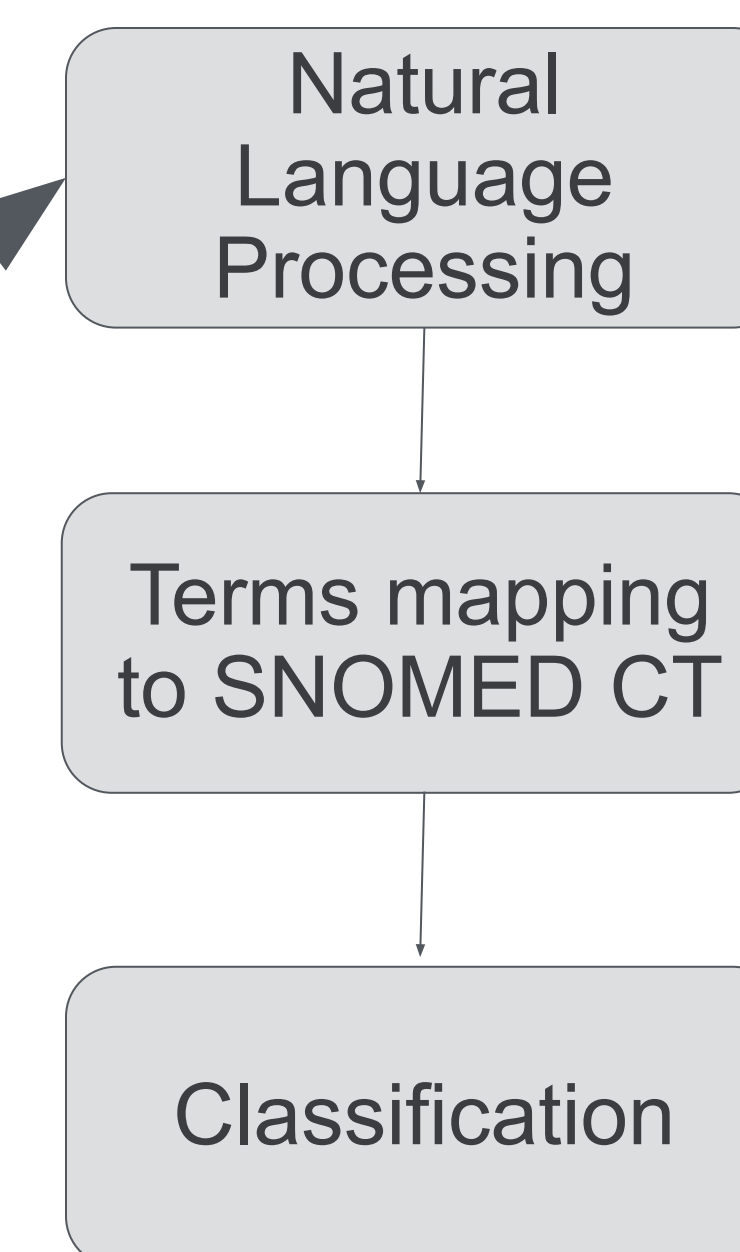 Natural
Language
Processing
Terms mapping
to SNOMED CT
Classification